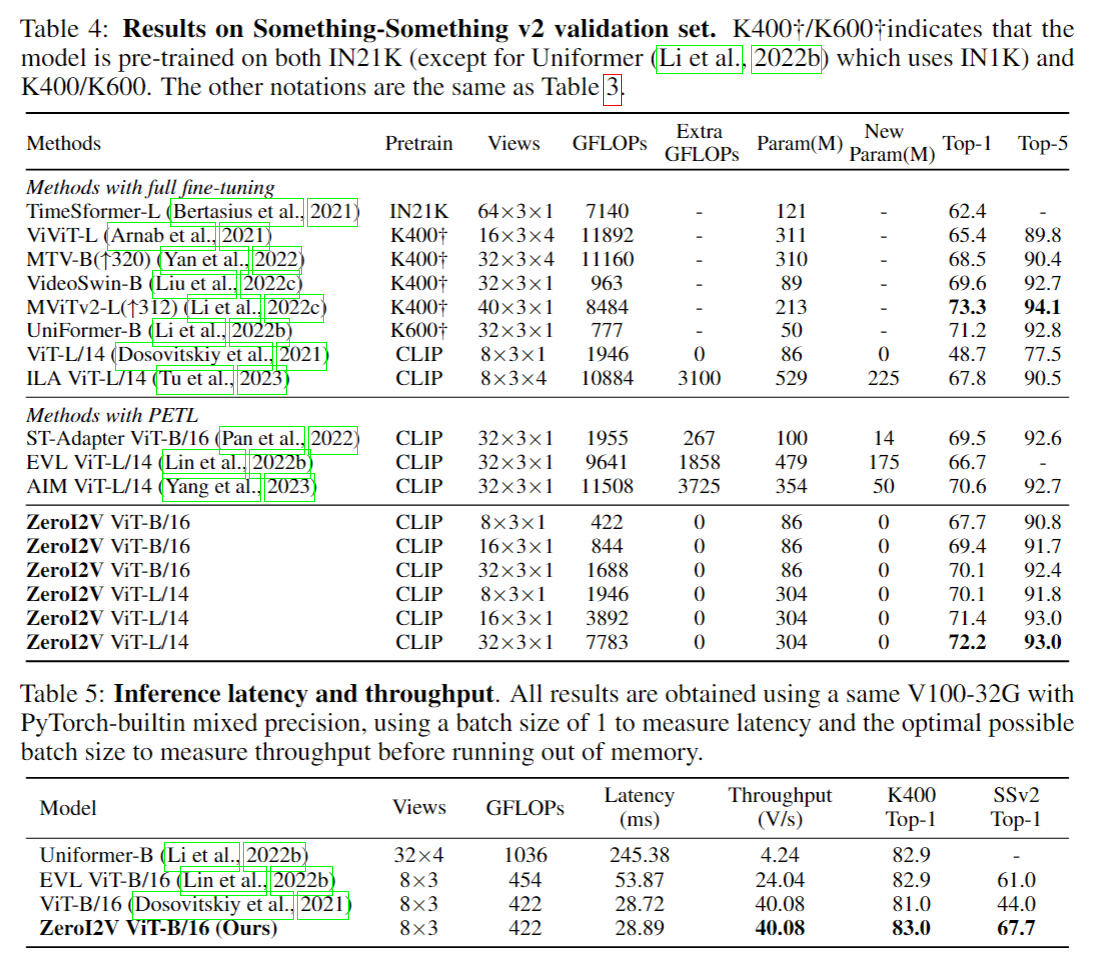 Table 4: Results on Something-Something v2 validation set. K400†/K600†indicates that the
model is pre-trained on both IN21K (except for Uniformer (Li et al., 2022b) which uses IN1K) and
K400/K600. The other notations are the same as Table 3.
Methods Pretrain Views GFLOPs Extra GFLOPs Param(M) New Param(M) Top-1 Top-5
Methods with full fine-tuning
TimeSformer-L (Bertasius et al., 2021) IN21K 64×3×1 7140 - 121 - 62.4 -
ViViT-L (Arnab et al., 2021) K400† 16×3×4 11892 - 311 - 65.4 89.8
MTV-B(↑320) (Yan et al., 2022) K400† 32×3×4 11160 - 310 - 68.5 90.4
VideoSwin-B (Liu et al., 2022c) K400† 32×3×1 963 - 89 - 69.6 92.7
MViTv2-L(↑312) (Li et al., 2022c) K400† 40×3×1 8484 - 213 - 73.3 94.1
UniFormer-B (Li et al., 2022b) K600† 32×3×1 777 - 50 - 71.2 92.8
ViT-L/14 (Dosovitskiy et al., 2021) CLIP 8×3×1 1946 0 86 0 48.7 77.5
ILA ViT-L/14 (Tu et al., 2023) CLIP 8×3×4 10884 3100 529 225 67.8 90.5
Methods with PETL
ST-Adapter ViT-B/16 (Pan et al., 2022) CLIP 32×3×1 1955 267 100 14 69.5 92.6
EVL ViT-L/14 (Lin et al., 2022b) CLIP 32×3×1 9641 1858 479 175 66.7 -
AIM ViT-L/14 (Yang et al., 2023) CLIP 32×3×1 11508 3725 354 50 70.6 92.7
ZeroI2V ViT-B/16 CLIP 8×3×1 422 0 86 0 67.7 90.8
ZeroI2V ViT-B/16 CLIP 16×3×1 844 0 86 0 69.4 91.7
ZeroI2V ViT-B/16 CLIP 32×3×1 1688 0 86 0 70.1 92.4
ZeroI2V ViT-L/14 CLIP 8×3×1 1946 0 304 0 70.1 91.8
ZeroI2V ViT-L/14 CLIP 16×3×1 3892 0 304 0 71.4 93.0
ZeroI2V ViT-L/14 CLIP 32×3×1 7783 0 304 0 72.2 93.0
Table 5: Inference latency and throughput. All results are obtained using a same V100-32G with
PyTorch-builtin mixed precision, using a batch size of 1 to measure latency and the optimal possible
batch size to measure throughput before running out of memory.
Model Views GFLOPs Latency (ms) Throughput (V/s) K400 Top-1 SSv2 Top-1
Uniformer-B (Li et al., 2022b) 32×4 1036 245.38 4.24 82.9 -
EVL ViT-B/16 (Lin et al., 2022b) 8×3 454 53.87 24.04 82.9 61.0
ViT-B/16 (Dosovitskiy et al., 2021) 8×3 422 28.72 40.08 81.0 44.0
ZeroI2V ViT-B/16 (Ours) 8×3 422 28.89 40.08 83.0 67.7